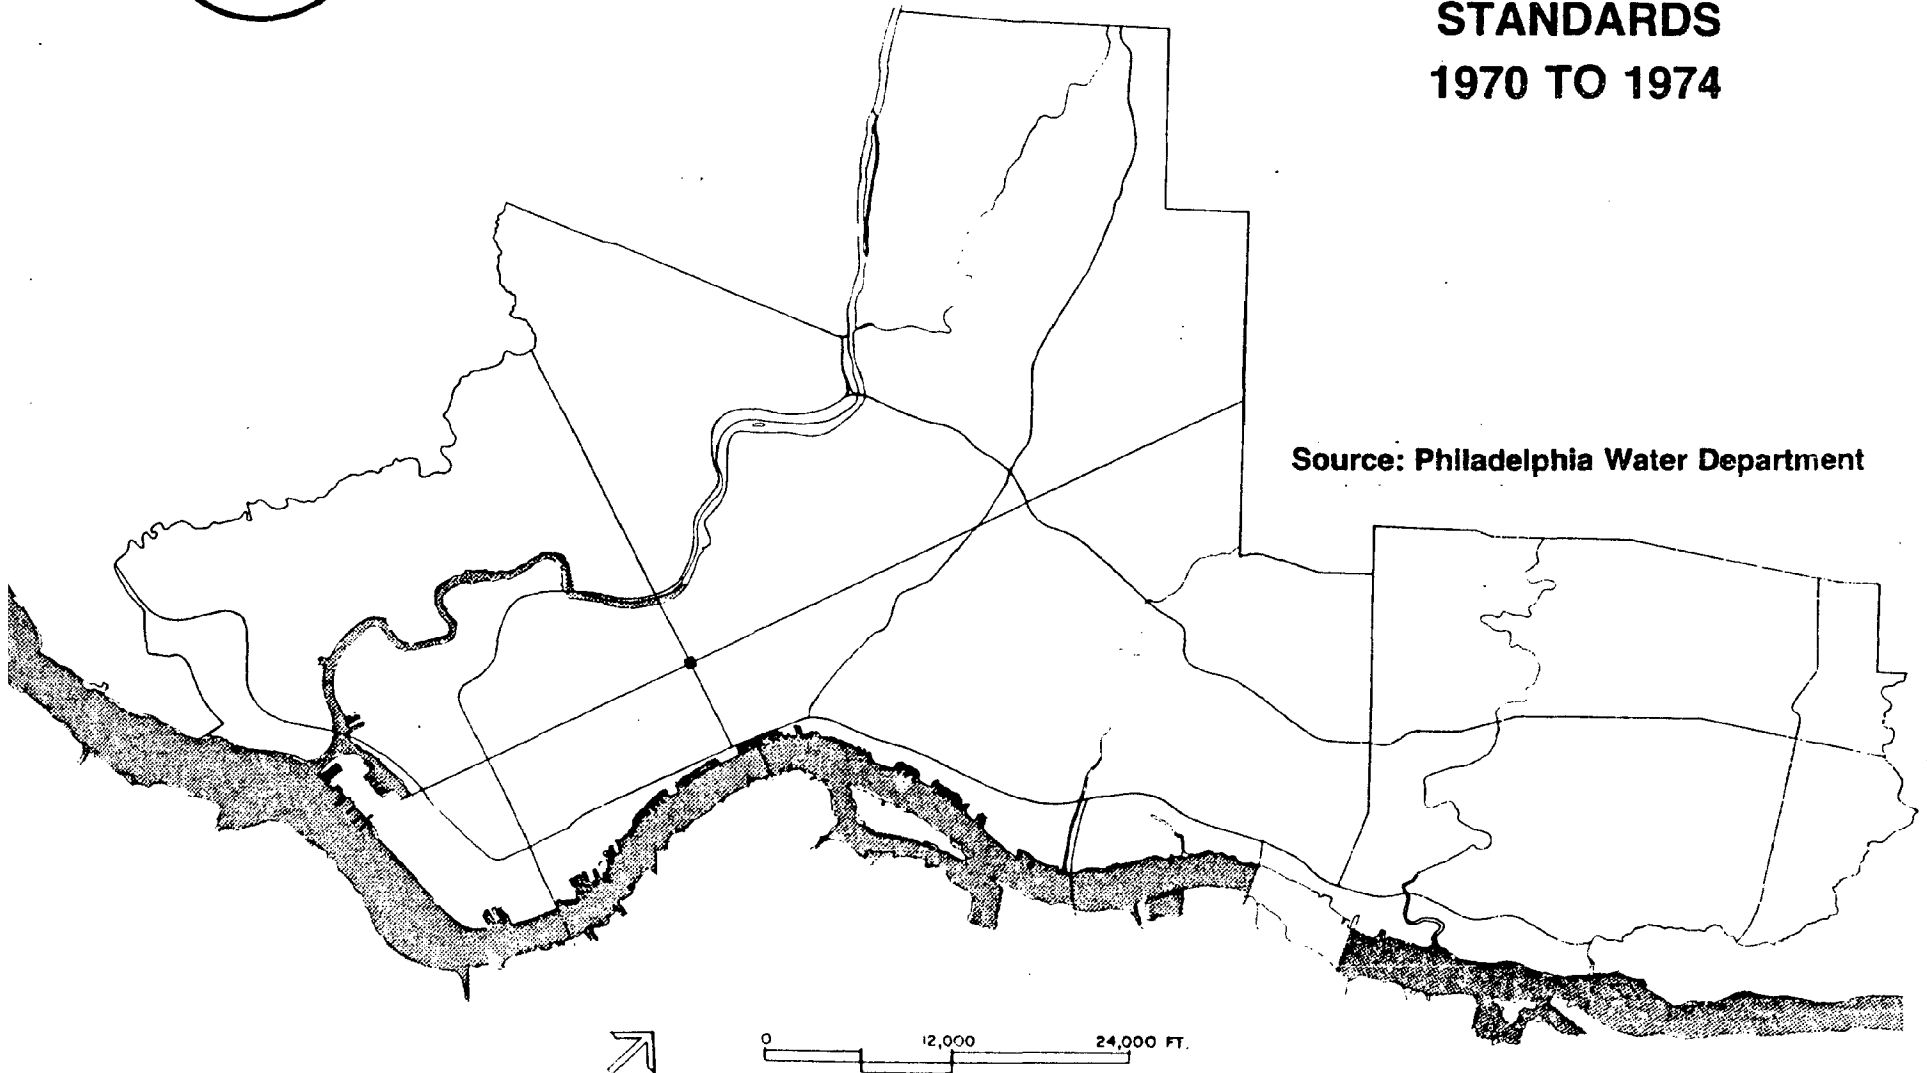 STANDARDS
1970 TO 1974
Source: Philadelphia Water Department
0 12,000 24,000 FT.